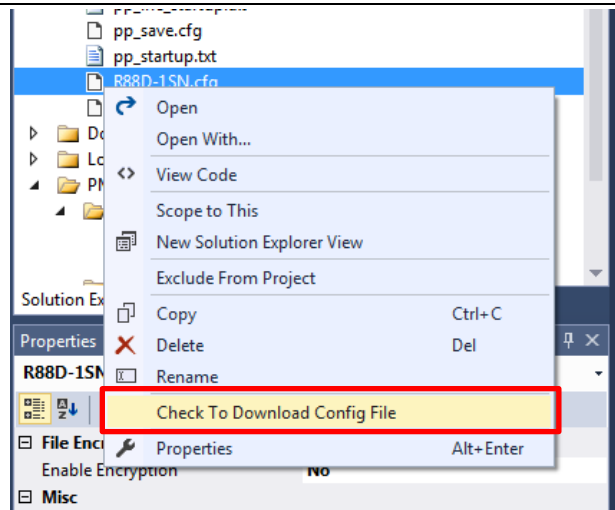 pp_save.cfg
pp_startup.txt
R88D-1SN.cfg
Open
Open With...
View Code
Scope to This
New Solution Explorer View
Exclude From Project
Solution Ex
Copy Ctrl+C
Properties
Delete Del
R88D-1SN
Rename
Check To Download Config File
File Encr
Properties Alt+Enter
Enable Encryption No
Misc